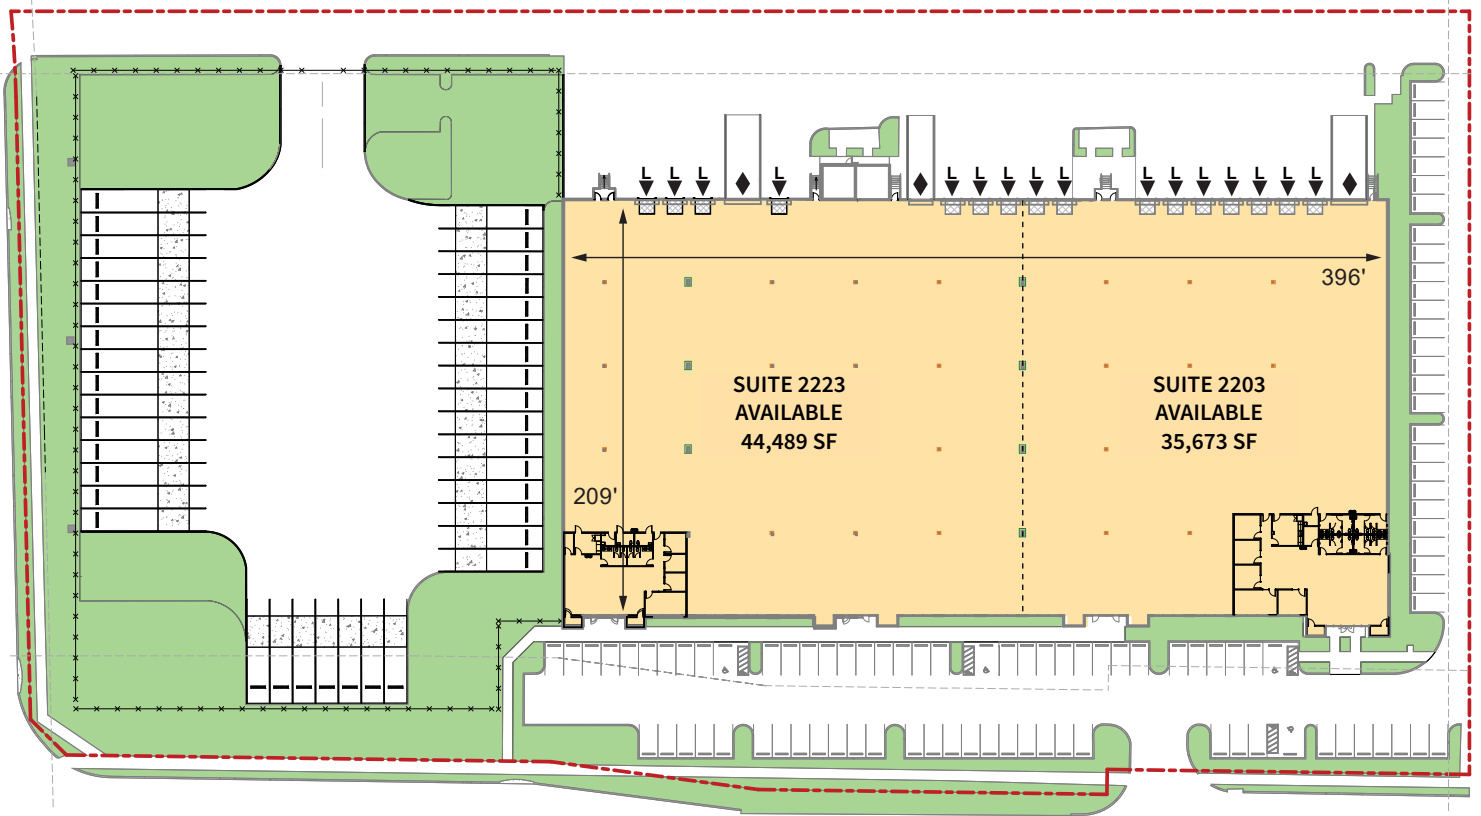 L L L L L L L L L L L L L L L L
396'
SUITE 2223
AVAILABLE
44,489 SF
SUITE 2203
AVAILABLE
35,673 SF
209'